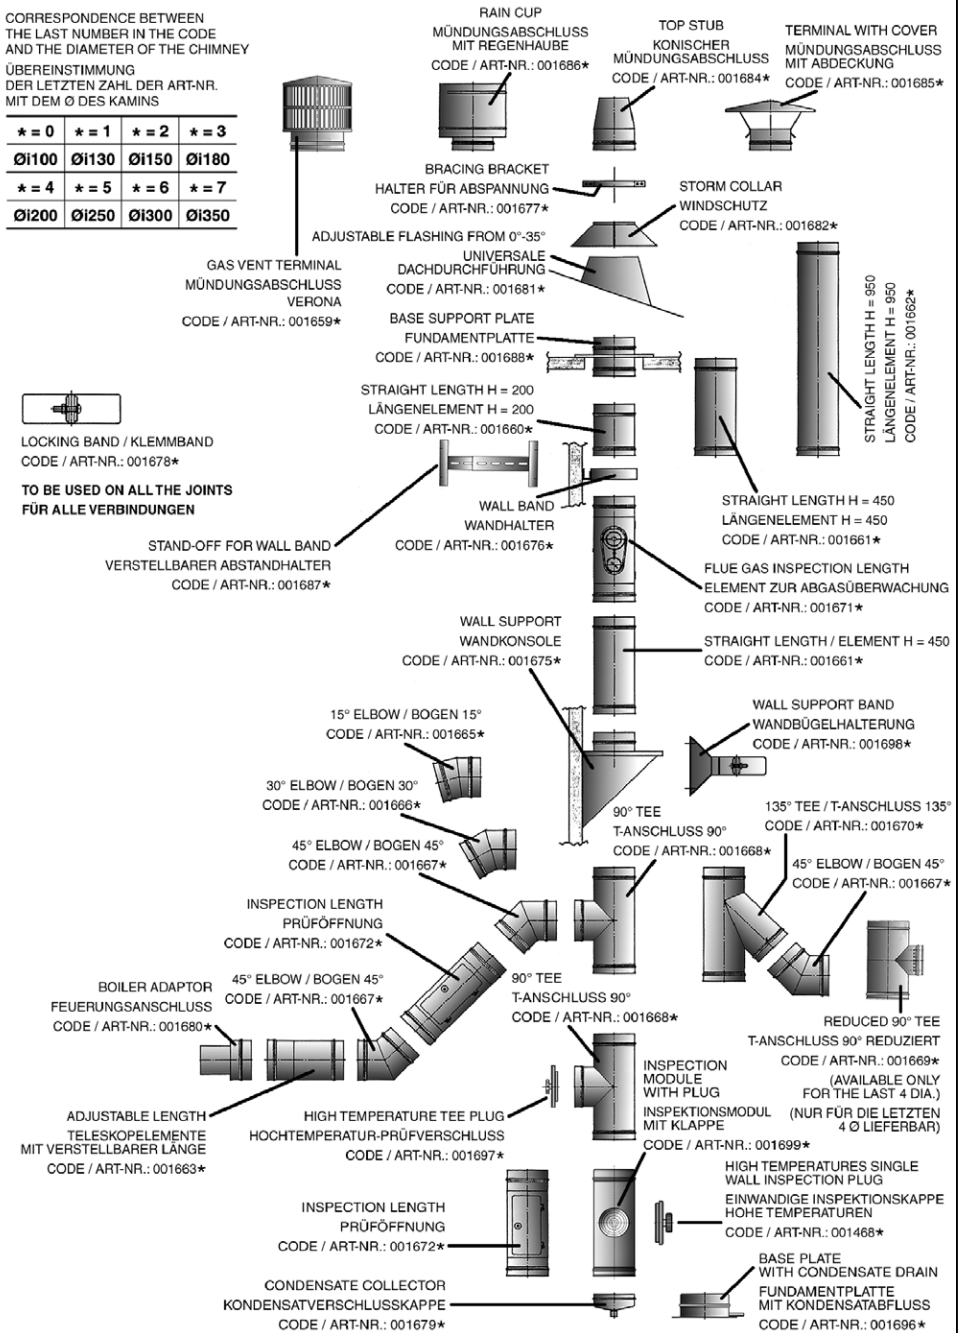 CORRESPONDENCE BETWEEN
THE LAST NUMBER IN THE CODE
AND THE DIAMETER OF THE CHIMNEY
ÜBEREINSTIMMUNG
DER LETZTEN ZAHL DER ART-NR.
MIT DEM Ø DES KAMINS
* = 0 * = 1 * = 2 * = 3
Øi100 Øi130 Øi150 Øi180
* = 4 * = 5 * = 6 * = 7
Øi200 Øi250 Øi300 Øi350
RAIN CUP
MÜNDUNGSABSCHLUSS
MIT REGENHAUBE
CODE / ART-NR.: 001686*
TOP STUB
KONISCHER
MÜNDUNGSABSCHLUSS
CODE / ART-NR.: 001684*
TERMINAL WITH COVER
MÜNDUNGSABSCHLUSS
MIT ABDECKUNG
CODE / ART-NR.: 001685*
BRACING BRACKET
HALTER FÜR ABSPANNUNG
CODE / ART-NR.: 001677*
STORM COLLAR
WINDSCHUTZ
CODE / ART-NR.: 001682*
ADJUSTABLE FLASHING FROM 0°-35°
UNIVERSALE
DACHDURCHFÜHRUNG
CODE / ART-NR.: 001681*
GAS VENT TERMINAL
MÜNDUNGSABSCHLUSS
VERONA
CODE / ART-NR.: 001659*
BASE SUPPORT PLATE
FUNDAMENTPLATTE
CODE / ART-NR.: 001688*
STRAIGHT LENGTH H = 950
LÄNGENELEMENT H = 950
CODE / ART-NR.: 001662*
STRAIGHT LENGTH H = 200
LÄNGENELEMENT H = 200
CODE / ART-NR.: 001660*
LOCKING BAND / KLEMMBAND
CODE / ART-NR.: 001678*
TO BE USED ON ALL THE JOINTS
FÜR ALLE VERBINDUNGEN
STRAIGHT LENGTH H = 450
LÄNGENELEMENT H = 450
CODE / ART-NR.: 001661*
WALL BAND
WANDHALTER
CODE / ART-NR.: 001676*
STAND-OFF FOR WALL BAND
VERSTELLBARER ABSTANDHALTER
CODE / ART-NR.: 001687*
FLUE GAS INSPECTION LENGTH
ELEMENT ZUR ABGASÜBERWACHUNG
CODE / ART-NR.: 001671*
WALL SUPPORT
WANDKONSOLE
CODE / ART-NR.: 001675*
STRAIGHT LENGTH / ELEMENT H = 450
CODE / ART-NR.: 001661*
15° ELBOW / BOGEN 15°
CODE / ART-NR.: 001665*
WALL SUPPORT BAND
WANDBÜGELHALTERUNG
CODE / ART-NR.: 001698*
30° ELBOW / BOGEN 30°
CODE / ART-NR.: 001666*
90° TEE
T-ANSCHLUSS 90°
CODE / ART-NR.: 001668*
135° TEE / T-ANSCHLUSS 135°
CODE / ART-NR.: 001670*
45° ELBOW / BOGEN 45°
CODE / ART-NR.: 001667*
45° ELBOW / BOGEN 45°
CODE / ART-NR.: 001667*
INSPECTION LENGTH
PRÜFÖFFNUNG
CODE / ART-NR.: 001672*
BOILER ADAPTOR
FEUERUNGSANSCHLUSS
CODE / ART-NR.: 001680*
45° ELBOW / BOGEN 45°
CODE / ART-NR.: 001667*
90° TEE
T-ANSCHLUSS 90°
CODE / ART-NR.: 001668*
REDUCED 90° TEE
T-ANSCHLUSS 90° REDUZIERT
CODE / ART-NR.: 001669*
(AVAILABLE ONLY
FOR THE LAST 4 DIA.)
(NUR FÜR DIE LETZTEN
4 Ø LIEFERBAR)
INSPECTION
MODULE
WITH PLUG
INSPEKTIONSMODUL
MIT KLAPPE
CODE / ART-NR.: 001699*
ADJUSTABLE LENGTH
TELESKOPELEMENTE
MIT VERSTELLBARER LÄNGE
CODE / ART-NR.: 001663*
HIGH TEMPERATURE TEE PLUG
HOCHTEMPERATUR-PRÜFVERSCHLUSS
CODE / ART-NR.: 001697*
HIGH TEMPERATURES SINGLE
WALL INSPECTION PLUG
EINWANDIGE INSPEKTIONSKAPPE
HOHE TEMPERATUREN
CODE / ART-NR.: 001468*
INSPECTION LENGTH
PRÜFÖFFNUNG
CODE / ART-NR.: 001672*
CONDENSATE COLLECTOR
KONDENSATVERSCHLUSSKAPPE
CODE / ART-NR.: 001679*
BASE PLATE
WITH CONDENSATE DRAIN
FUNDAMENTPLATTE
MIT KONDENSATABFLUSS
CODE / ART-NR.: 001696*